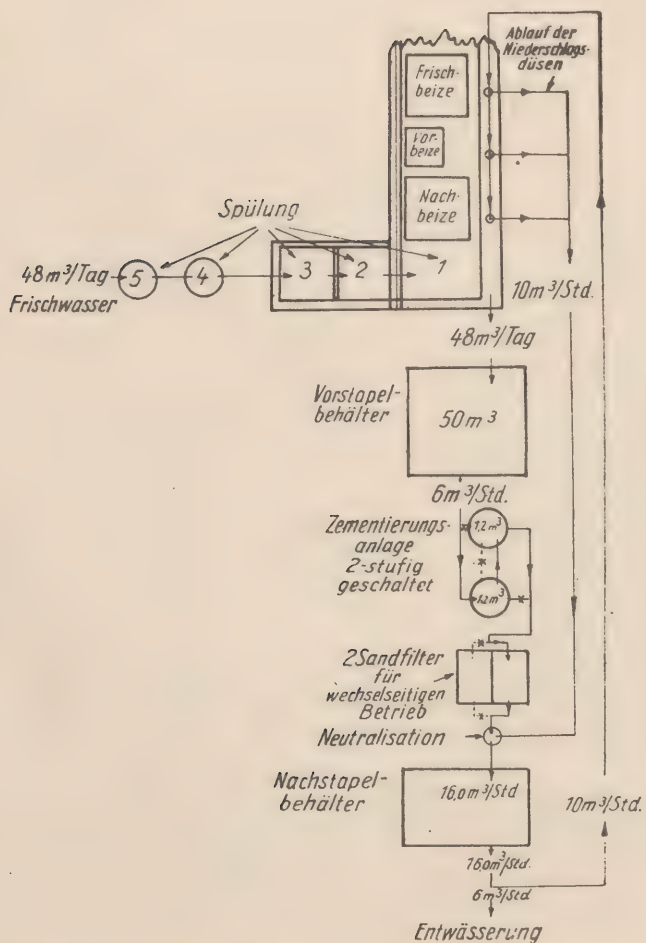 Ablauf der
Niederschlags-
düsen
Frisch-
beize
Vor-
beize
Nach-
beize
Spülung
48m³/Tag
Frischwasser
5
4
3
2
1
10m³/Std.
48m³/Tag
Vorstapel-
behälter
50m³
6m³/Std.
Zementierungs-
anlage
2-stufig
geschaltet
1,2m³
1,2m³
2Sandfilter
für
wechselseitigen
Betrieb
Neutralisation
Nachstapel-
behälter
16,0m³/Std
10m³/Std.
16,0m³/Std.
6m³/Std
Entwässerung